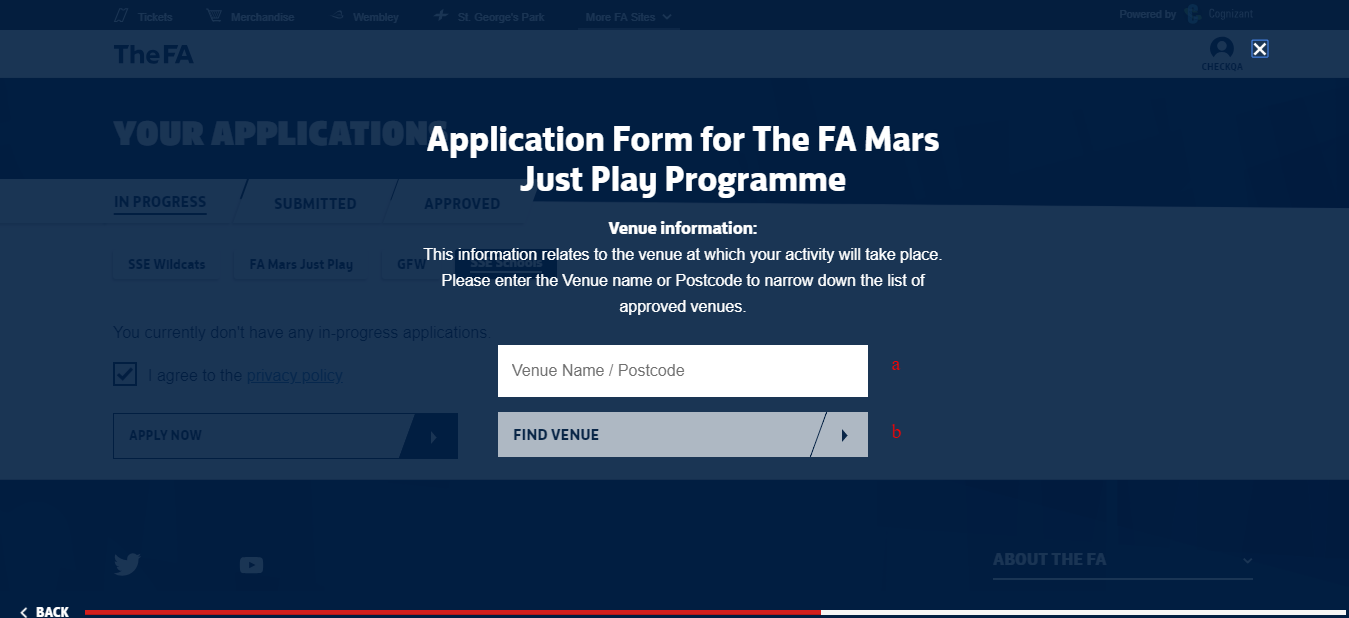 Tickets Merchandise Wembley St. George's Park More FA Sites Powered by Cognizant
TheFA
CHECKQA
YOUR APPLICATIONS
Application Form for The FA Mars
Just Play Programme
IN PROGRESS SUBMITTED APPROVED
Venue information:
This information relates to the venue at which your activity will take place.
Please enter the Venue name or Postcode to narrow down the list of
approved venues.
SSE Wildcats FA Mars Just Play GFW SSE Schools
You currently don't have any in-progress applications
Venue Name / Postcode a
I agree to the privacy policy
APPLY NOW
FIND VENUE b
ABOUT THE FA
BACK